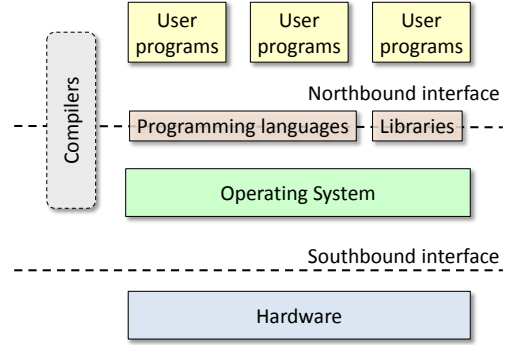 User
programs
User
programs
User
programs
Compilers
Northbound interface
Programming languages
Libraries
Operating System
Southbound interface
Hardware